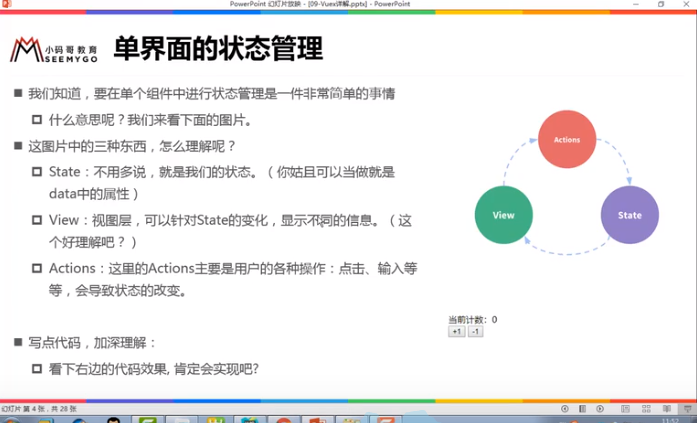 PowerPoint 幻灯片放映 - [09-Vuex详解.pptx] - PowerPoint
小码哥教育
SEEMYGO
单界面的状态管理
我们知道，要在单个组件中进行状态管理是一件非常简单的事情
什么意思呢？我们来看下面的图片。
这图片中的三种东西，怎么理解呢？
State：不用多说，就是我们的状态。（你姑且可以当做就是
data中的属性）
View：视图层，可以针对State的变化，显示不同的信息。（这
个好理解吧？）
Actions：这里的Actions主要是用户的各种操作：点击、输入等
等，会导致状态的改变。
写点代码，加深理解：
看下右边的代码效果, 肯定会实现吧?
Actions
View
State
当前计数：0
+1 -1
幻灯片 第 4 张，共 28 张
11:52